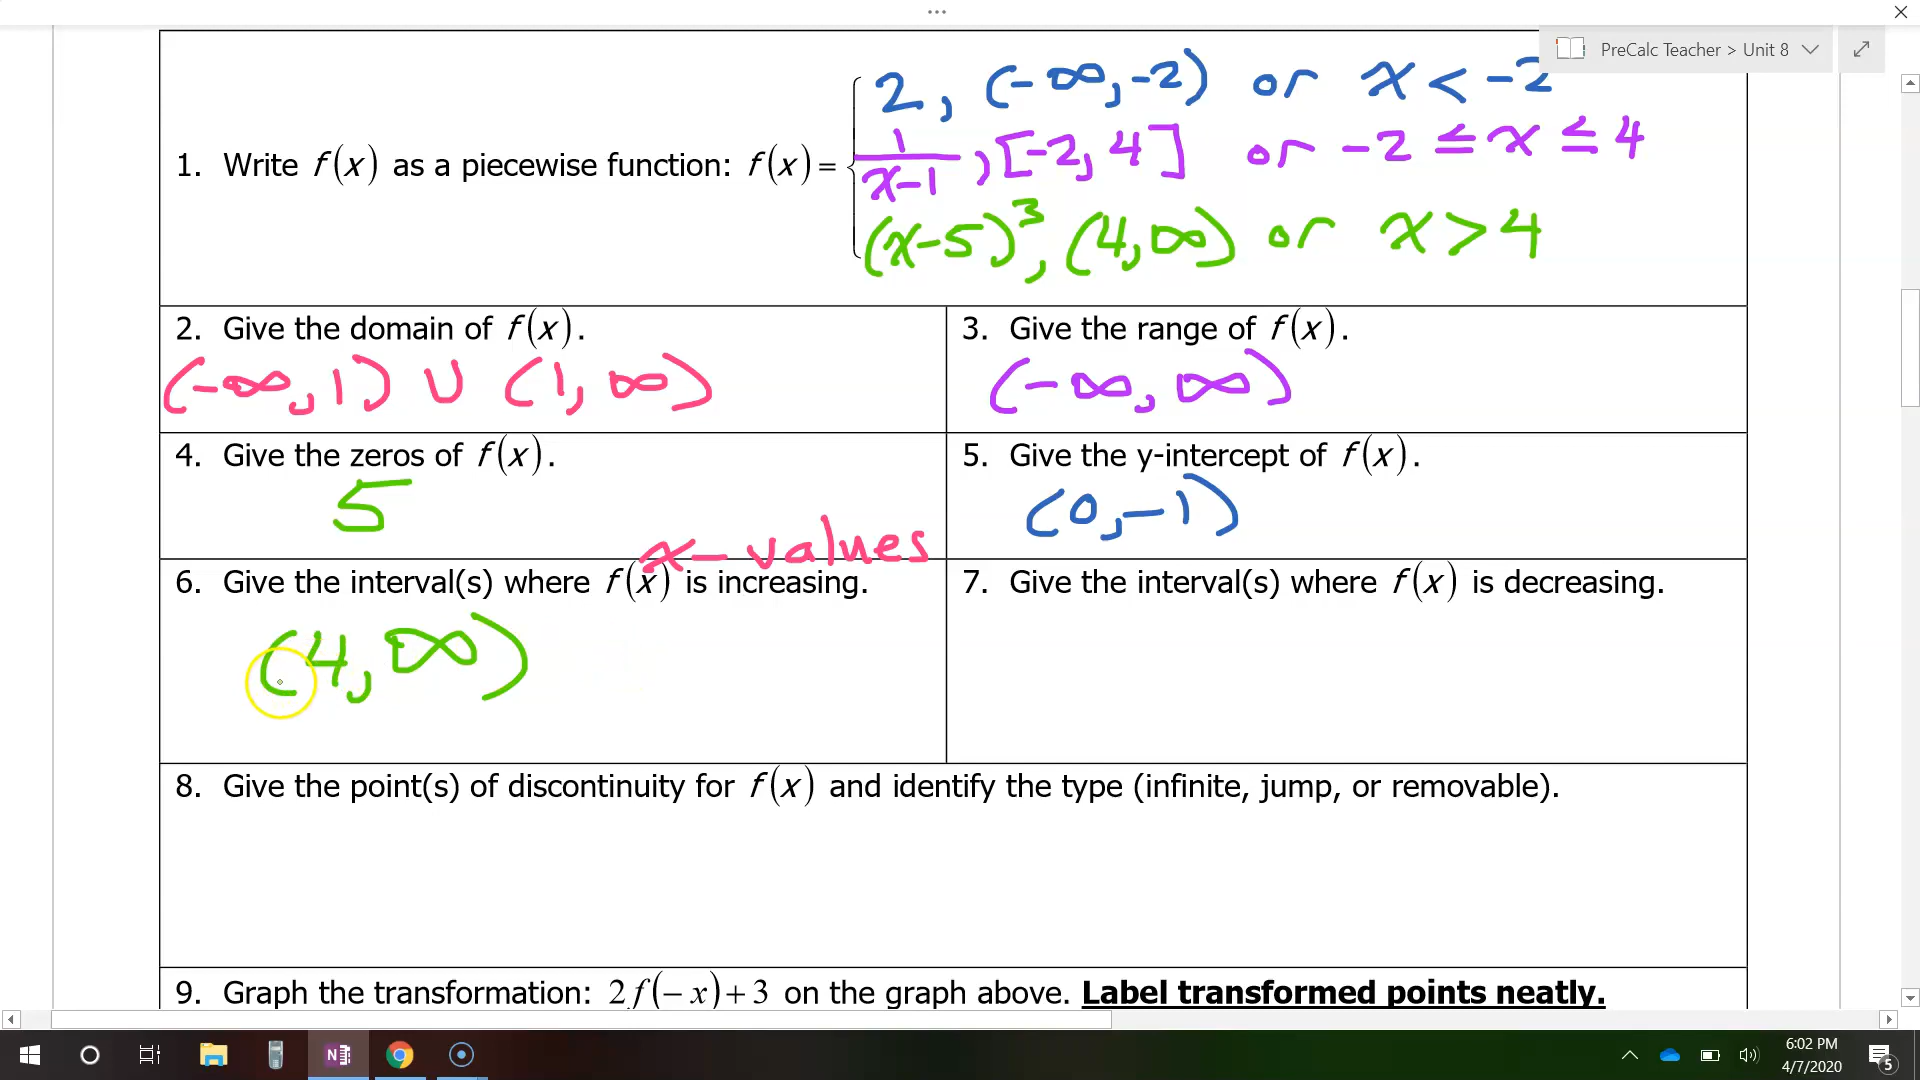 PreCalc Teacher > Unit 8
2, (-∞, -2) or x < -2
1. Write f(x) as a piecewise function: f(x) = 1/(x-1), [-2, 4] or -2 ≤ x ≤ 4
(x-5)³, (4, ∞) or x > 4
2. Give the domain of f(x).
(-∞, 1) ∪ (1, ∞)
3. Give the range of f(x).
(-∞, ∞)
4. Give the zeros of f(x).
5
5. Give the y-intercept of f(x).
(0, -1)
x-values
6. Give the interval(s) where f(x) is increasing.
(4, ∞)
7. Give the interval(s) where f(x) is decreasing.
8. Give the point(s) of discontinuity for f(x) and identify the type (infinite, jump, or removable).
9. Graph the transformation: 2f(-x)+3 on the graph above. Label transformed points neatly.
N
6:02 PM
4/7/2020
5